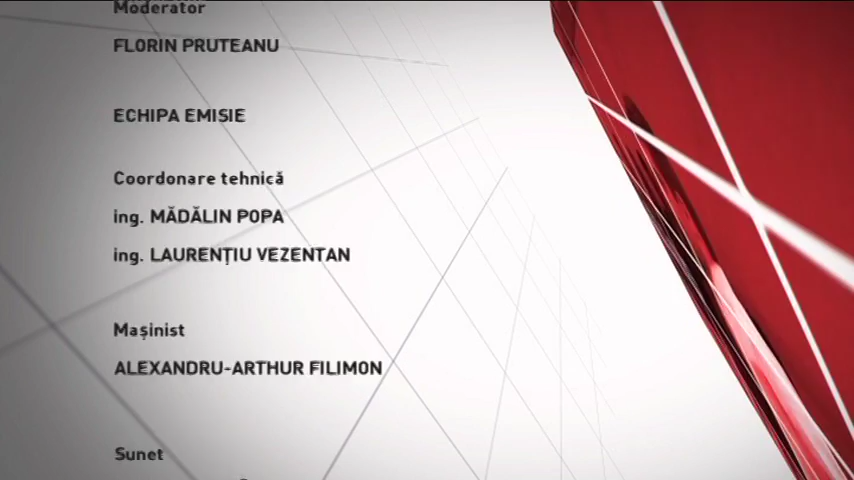 Moderator
FLORIN PRUTEANU
ECHIPA EMISIE
Coordonare tehnică
ing. MĂDĂLIN POPA
ing. LAURENȚIU VEZENTAN
Mașinist
ALEXANDRU-ARTHUR FILIMON
Sunet